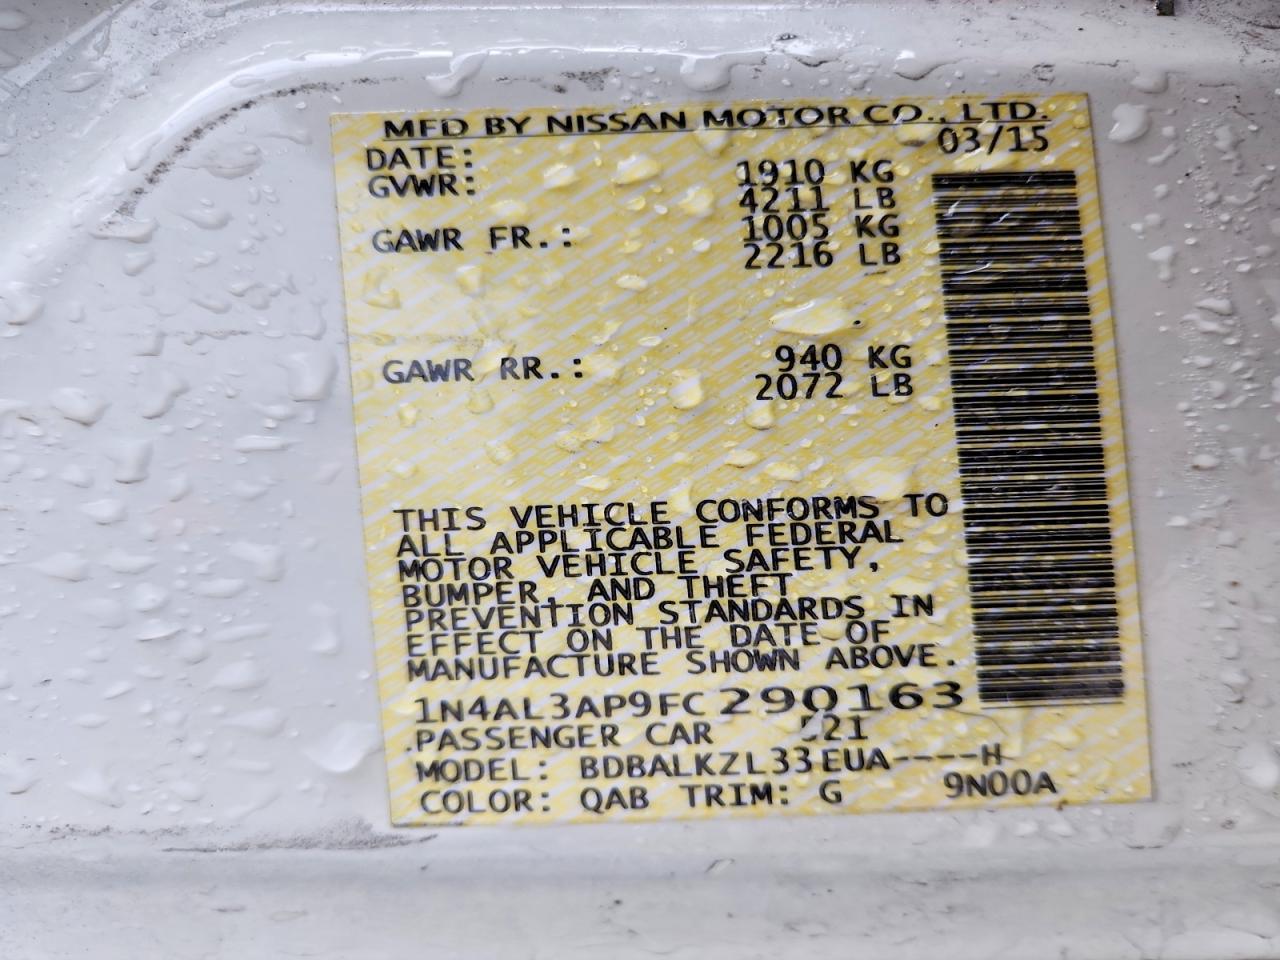 MFD BY NISSAN MOTOR CO., LTD.
DATE: 03/15
GVWR: 1910 KG
4211 LB
GAWR FR.: 1005 KG
2216 LB
GAWR RR.: 940 KG
2072 LB
THIS VEHICLE CONFORMS TO
ALL APPLICABLE FEDERAL
MOTOR VEHICLE SAFETY,
BUMPER, AND THEFT
PREVENTION STANDARDS IN
EFFECT ON THE DATE OF
MANUFACTURE SHOWN ABOVE.
1N4AL3AP9FC290163
PASSENGER CAR
MODEL: BDBALKZL33EUA----H
COLOR: QAB TRIM: G 9N00A